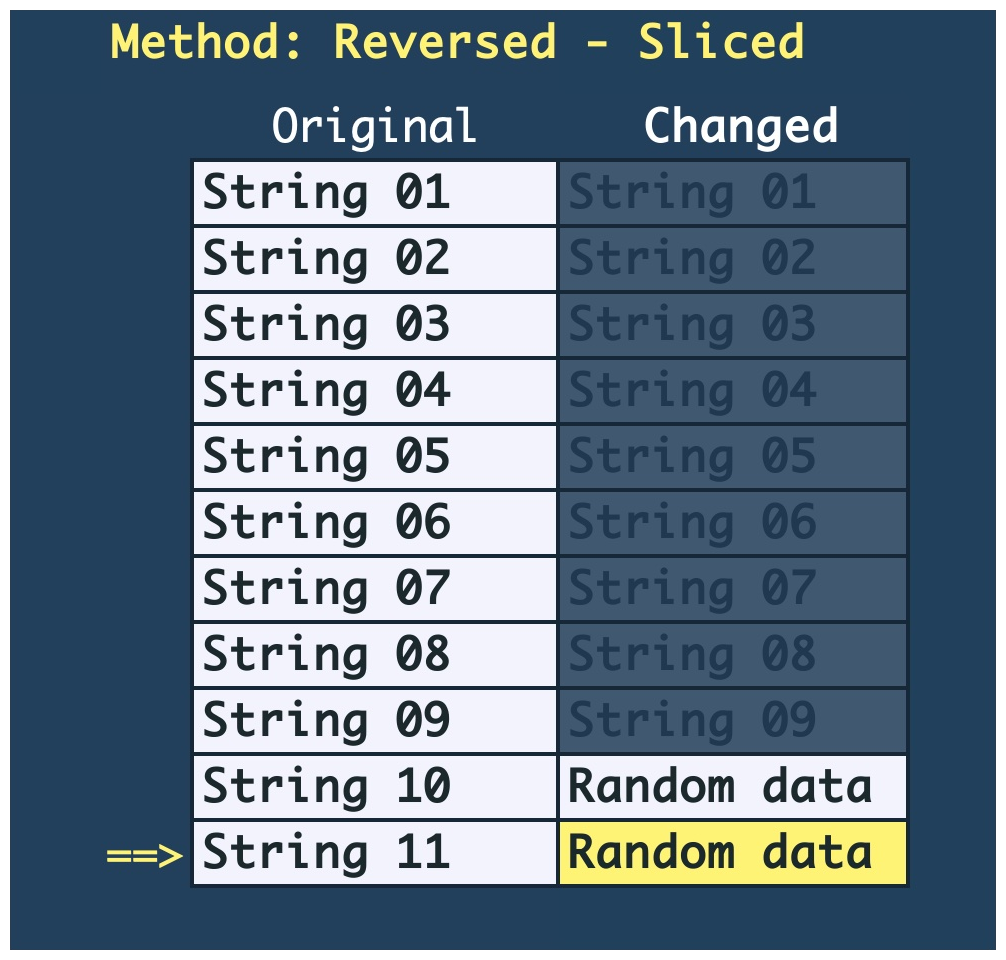 Method: Reversed - Sliced
Original Changed
String 01 String 01
String 02 String 02
String 03 String 03
String 04 String 04
String 05 String 05
String 06 String 06
String 07 String 07
String 08 String 08
String 09 String 09
String 10 Random data
==> String 11 Random data